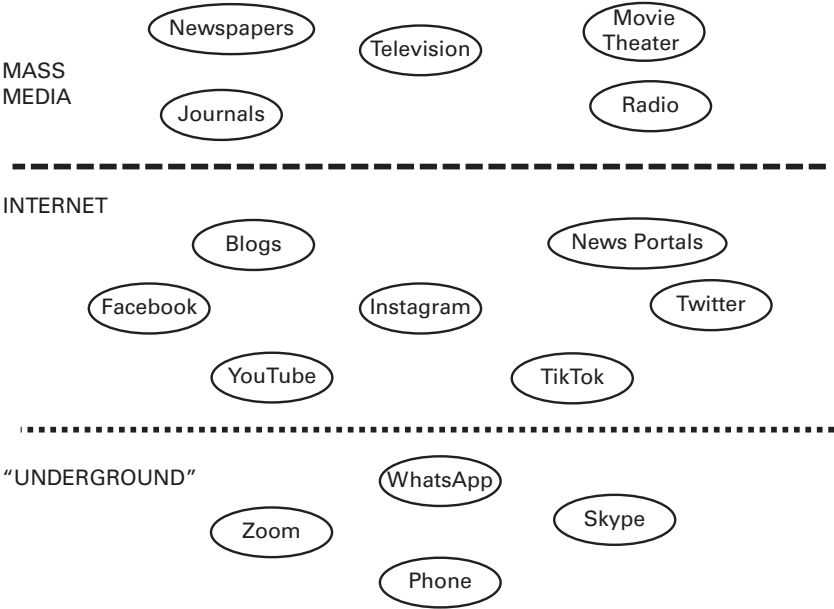 Newspapers
Television
Movie
Theater
MASS
MEDIA
Journals
Radio
INTERNET
Blogs
News Portals
Facebook
Instagram
Twitter
YouTube
TikTok
“UNDERGROUND”
WhatsApp
Zoom
Skype
Phone